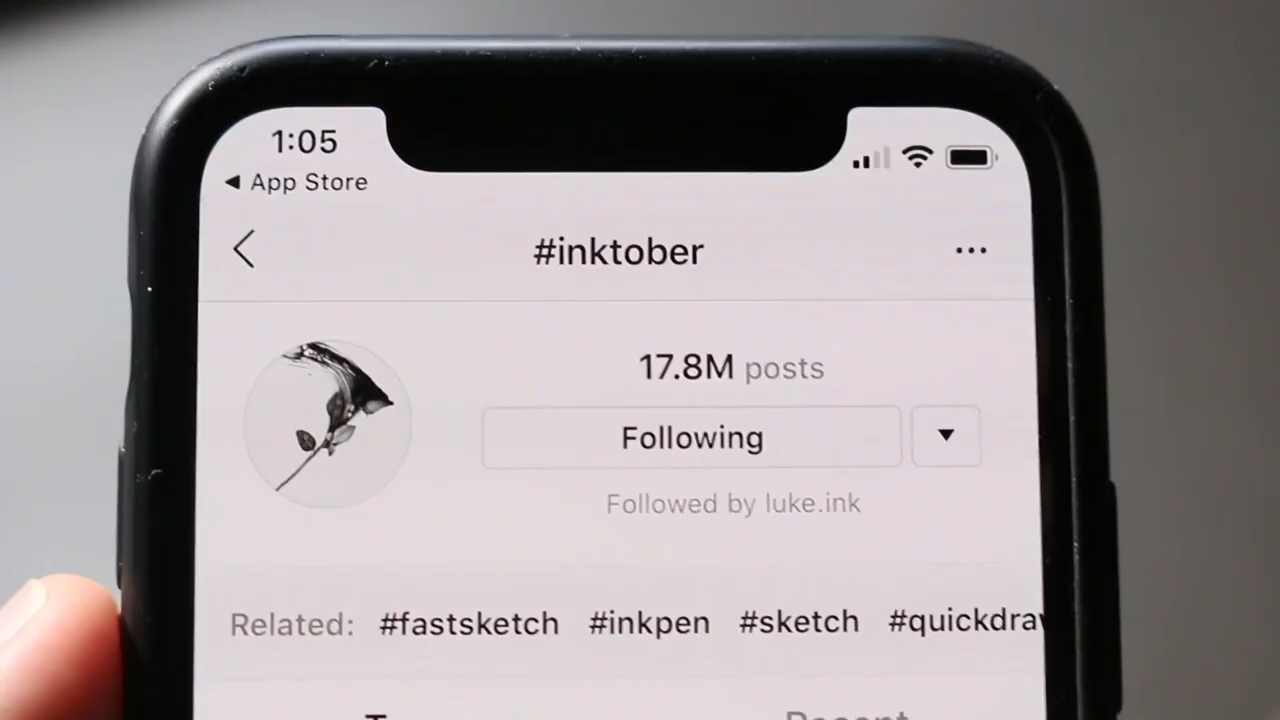 1:05
◀ App Store
#inktober
17.8M posts
Following
Followed by luke.ink
Related: #fastsketch #inkpen #sketch
Recent